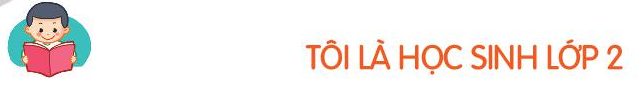 TÔI LÀ HỌC SINH LỚP 2